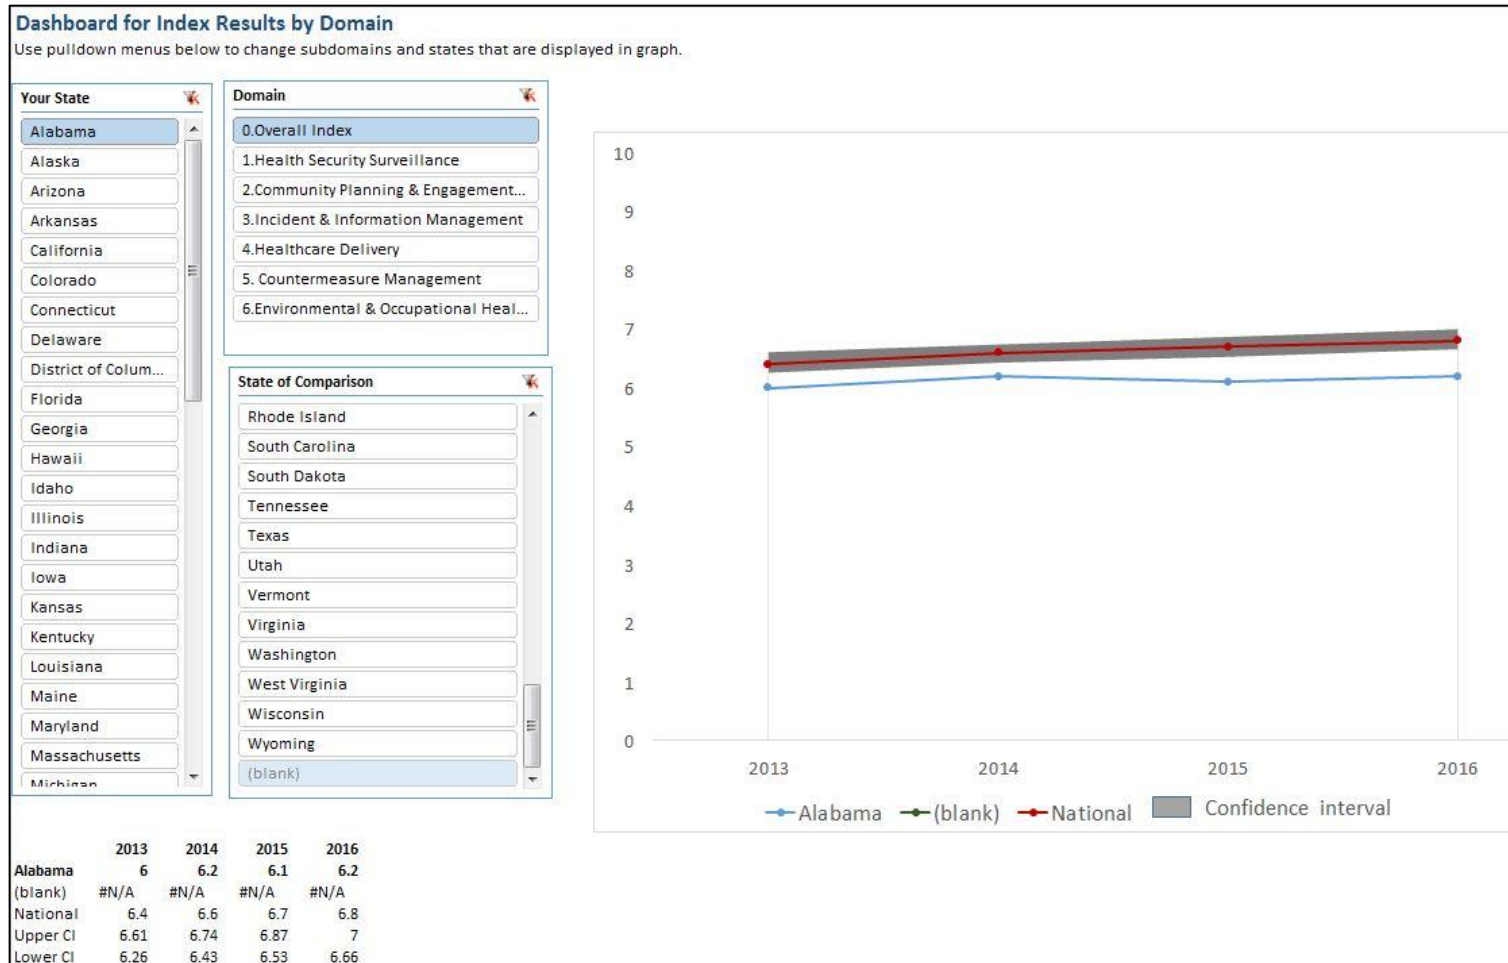 Dashboard for Index Results by Domain
Use pulldown menus below to change subdomains and states that are displayed in graph.
Your State
Alabama
Alaska
Arizona
Arkansas
California
Colorado
Connecticut
Delaware
District of Colum...
Florida
Georgia
Hawaii
Idaho
Illinois
Indiana
Iowa
Kansas
Kentucky
Louisiana
Maine
Maryland
Massachusetts
Michigan
Domain
0.Overall Index
1.Health Security Surveillance
2.Community Planning & Engagement...
3.Incident & Information Management
4.Healthcare Delivery
5. Countermeasure Management
6.Environmental & Occupational Heal...
State of Comparison
Rhode Island
South Carolina
South Dakota
Tennessee
Texas
Utah
Vermont
Virginia
Washington
West Virginia
Wisconsin
Wyoming
(blank)
10
9
8
7
6
5
4
3
2
1
0
2013 2014 2015 2016
Alabama (blank) National Confidence interval
2013 2014 2015 2016
Alabama 6 6.2 6.1 6.2
(blank) #N/A #N/A #N/A #N/A
National 6.4 6.6 6.7 6.8
Upper CI 6.61 6.74 6.87 7
Lower CI 6.26 6.43 6.53 6.66